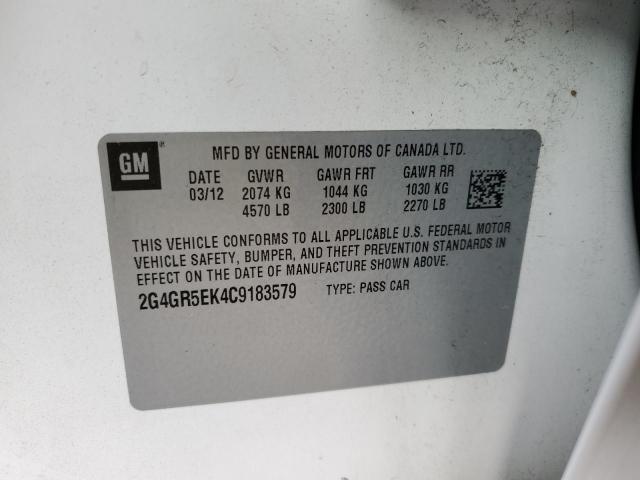 GM
MFD BY GENERAL MOTORS OF CANADA LTD.
DATE GVWR GAWR FRT GAWR RR
03/12 2074 KG 1044 KG 1030 KG
4570 LB 2300 LB 2270 LB
THIS VEHICLE CONFORMS TO ALL APPLICABLE U.S. FEDERAL MOTOR
VEHICLE SAFETY, BUMPER, AND THEFT PREVENTION STANDARDS IN
EFFECT ON THE DATE OF MANUFACTURE SHOWN ABOVE.
2G4GR5EK4C9183579 TYPE: PASS CAR